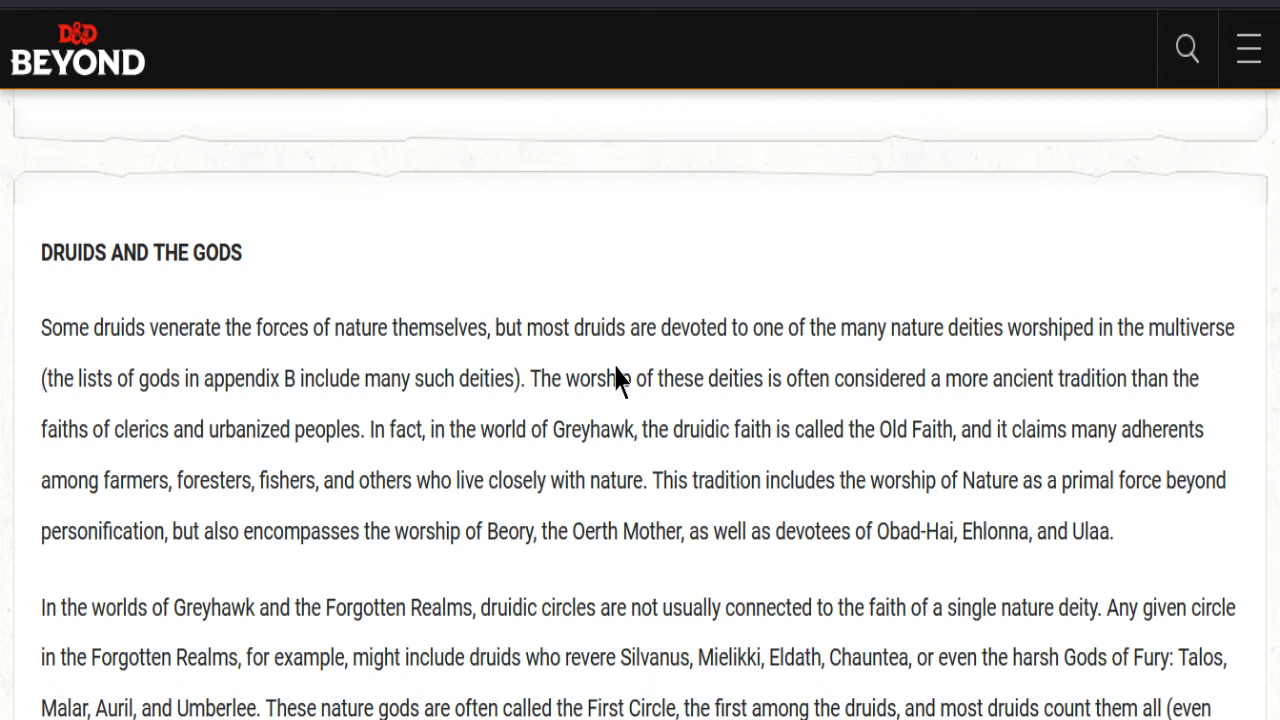 D&D
BEYOND
DRUIDS AND THE GODS
Some druids venerate the forces of nature themselves, but most druids are devoted to one of the many nature deities worshiped in the multiverse
(the lists of gods in appendix B include many such deities). The worship of these deities is often considered a more ancient tradition than the
faiths of clerics and urbanized peoples. In fact, in the world of Greyhawk, the druidic faith is called the Old Faith, and it claims many adherents
among farmers, foresters, fishers, and others who live closely with nature. This tradition includes the worship of Nature as a primal force beyond
personification, but also encompasses the worship of Beory, the Oerth Mother, as well as devotees of Obad-Hai, Ehlonna, and Ulaa.
In the worlds of Greyhawk and the Forgotten Realms, druidic circles are not usually connected to the faith of a single nature deity. Any given circle
in the Forgotten Realms, for example, might include druids who revere Silvanus, Mielikki, Eldath, Chauntea, or even the harsh Gods of Fury: Talos,
Malar, Auril, and Umberlee. These nature gods are often called the First Circle, the first among the druids, and most druids count them all (even